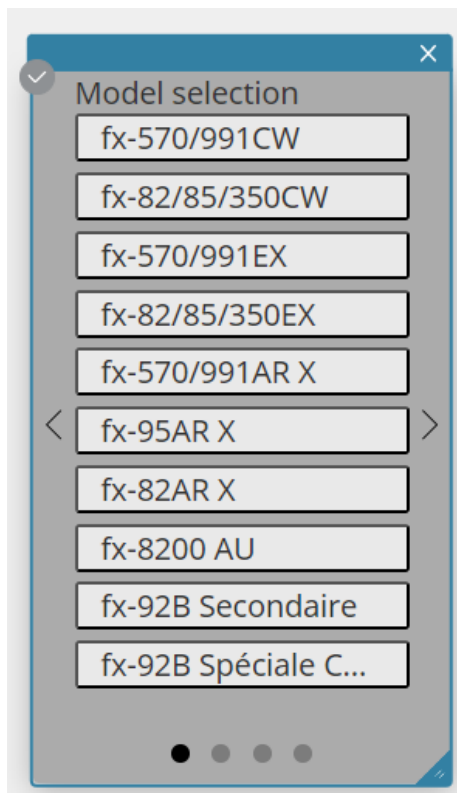 Model selection
fx-570/991CW
fx-82/85/350CW
fx-570/991EX
fx-82/85/350EX
fx-570/991AR X
fx-95AR X
fx-82AR X
fx-8200 AU
fx-92B Secondaire
fx-92B Spéciale C...